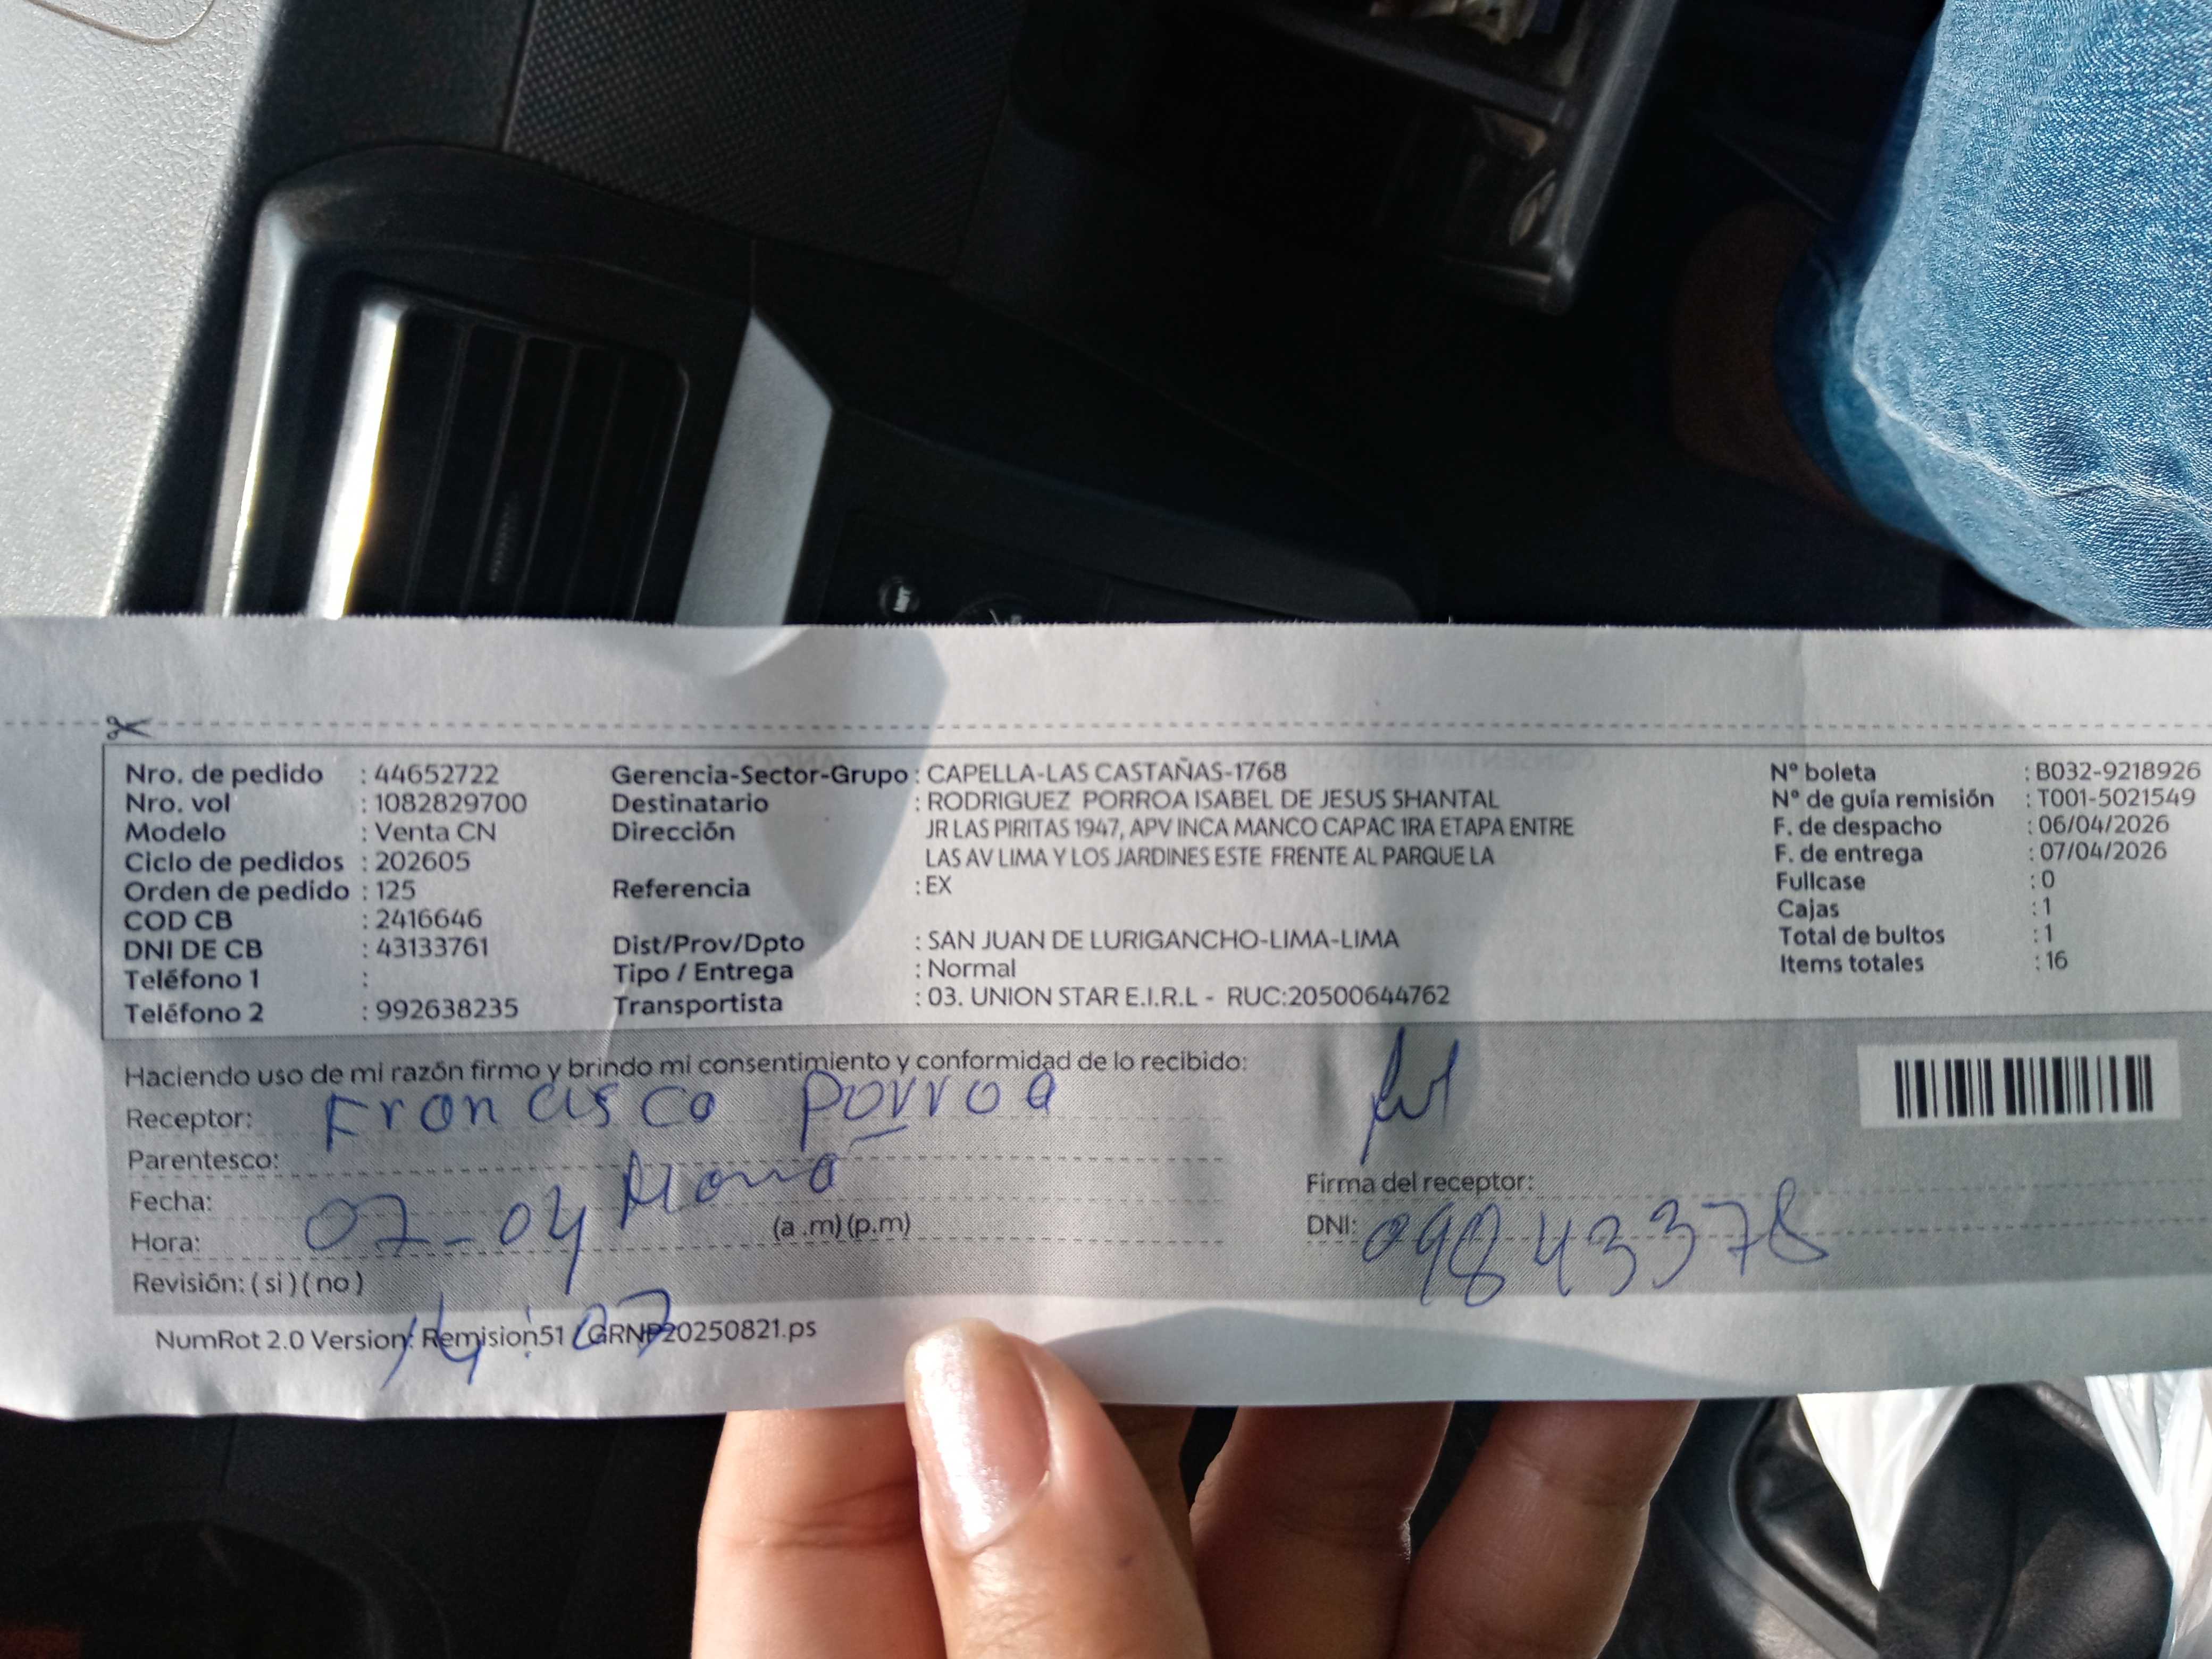 Nro. de pedido : 44652722
Nro. vol : 1082829700
Modelo : Venta CN
Ciclo de pedidos : 202605
Orden de pedido : 125
COD CB : 2416646
DNI DE CB : 43133761
Teléfono 1 :
Teléfono 2 : 992638235
Gerencia-Sector-Grupo : CAPELLA-LAS CASTAÑAS-1768
Destinatario : RODRIGUEZ PORROA ISABEL DE JESUS SHANTAL
Dirección JR LAS PIRITAS 1947, APV INCA MANCO CAPAC 1RA ETAPA ENTRE
LAS AV LIMA Y LOS JARDINES ESTE FRENTE AL PARQUE LA
Referencia : EX
Dist/Prov/Dpto : SAN JUAN DE LURIGANCHO-LIMA-LIMA
Tipo / Entrega : Normal
Transportista : 03. UNION STAR E.I.R.L - RUC:20500644762
N° boleta : B032-9218926
N° de guía remisión : T001-5021549
F. de despacho : 06/04/2026
F. de entrega : 07/04/2026
Fullcase : 0
Cajas : 1
Total de bultos : 1
Items totales : 16
Haciendo uso de mi razón firmo y brindo mi consentimiento y conformidad de lo recibido:
Receptor: Francisco Porroa
Parentesco:
Fecha: 07-04
Hora: (a .m) (p.m)
Revisión: ( si ) ( no )
14:07
Firma del receptor:
DNI: 09843378
NumRot 2.0 Version: Remision51 / GRNP20250821.ps